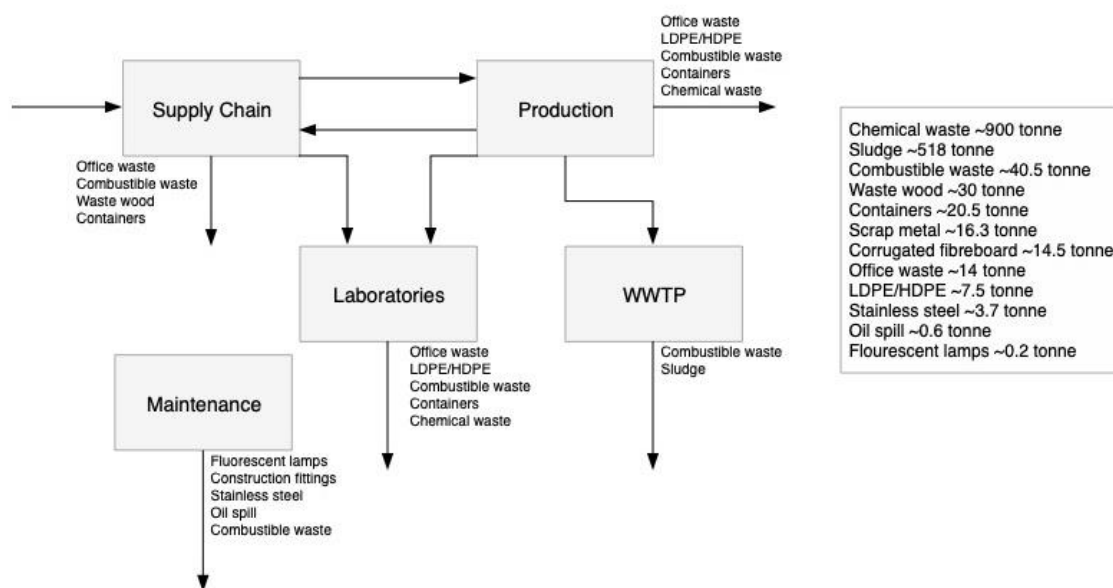 Office waste
LDPE/HDPE
Combustible waste
Containers
Chemical waste
Supply Chain
Production
Office waste
Combustible waste
Waste wood
Containers
Laboratories
WWTP
Office waste
LDPE/HDPE
Combustible waste
Containers
Chemical waste
Combustible waste
Sludge
Maintenance
Fluorescent lamps
Construction fittings
Stainless steel
Oil spill
Combustible waste
Chemical waste ~900 tonne
Sludge ~518 tonne
Combustible waste ~40.5 tonne
Waste wood ~30 tonne
Containers ~20.5 tonne
Scrap metal ~16.3 tonne
Corrugated fibreboard ~14.5 tonne
Office waste ~14 tonne
LDPE/HDPE ~7.5 tonne
Stainless steel ~3.7 tonne
Oil spill ~0.6 tonne
Flourescent lamps ~0.2 tonne